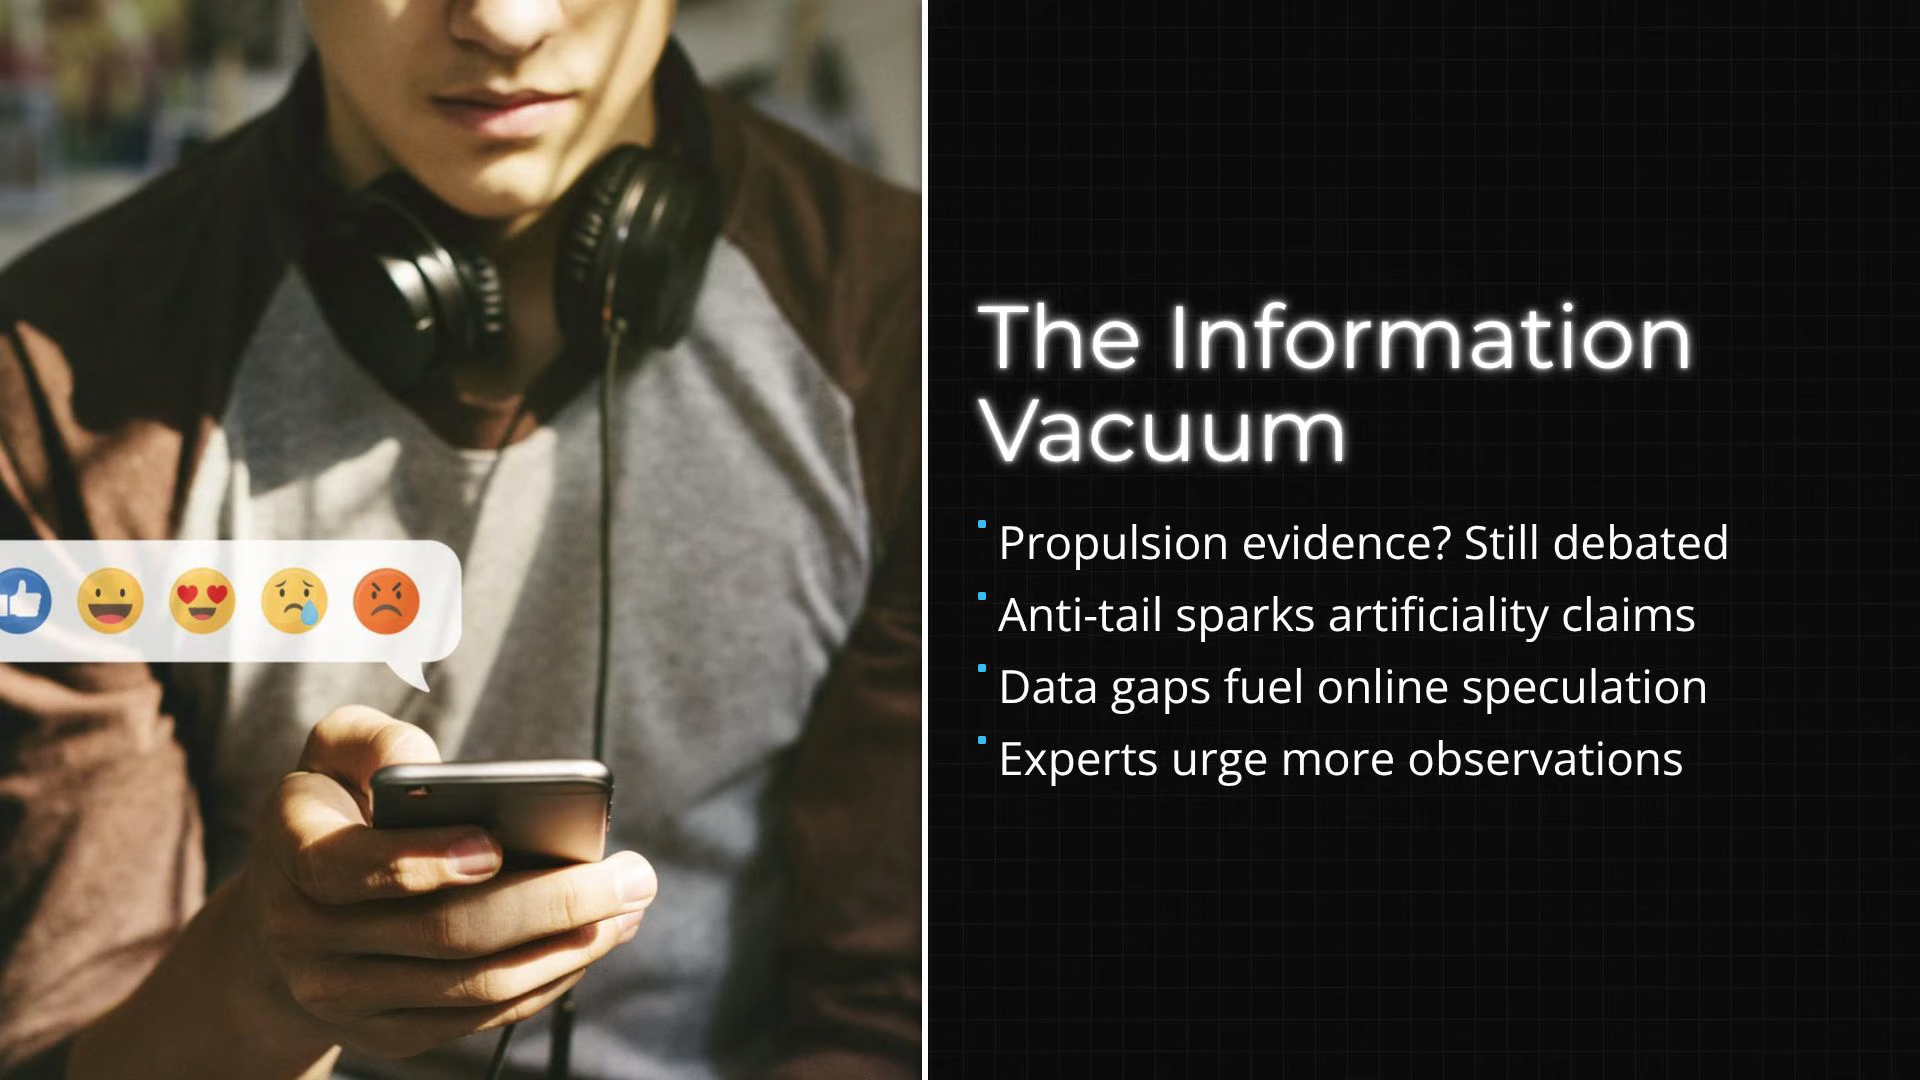 The Information
Vacuum
Propulsion evidence? Still debated
Anti-tail sparks artificiality claims
Data gaps fuel online speculation
Experts urge more observations